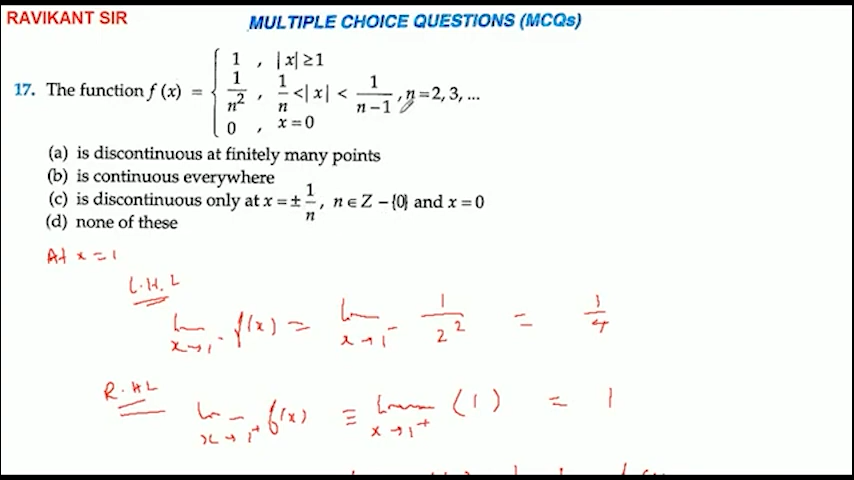 RAVIKANT SIR
MULTIPLE CHOICE QUESTIONS (MCQs)
17. The function f (x) = { 1 , |x| ≥ 1
1/n² , 1/n < |x| < 1/(n−1) , n = 2, 3, ...
0 , x = 0
(a) is discontinuous at finitely many points
(b) is continuous everywhere
(c) is discontinuous only at x = ± 1/n, n ∈ Z − {0} and x = 0
(d) none of these
At x = 1
L.H.L
lim x→1⁻ f(x) = lim x→1⁻ 1/2² = 1/4
R.HL
lim x→1⁺ f(x) = lim x→1⁺ (1) = 1